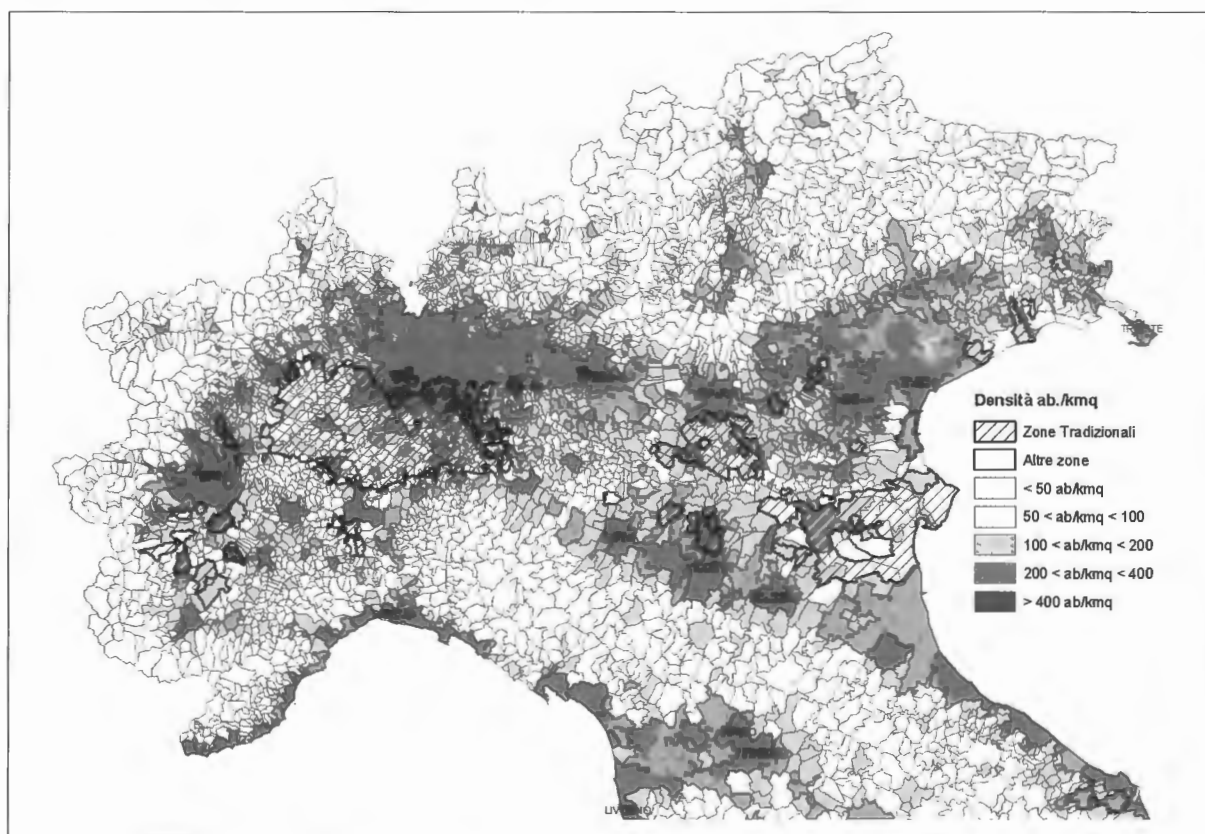 TRIESTE
Densità ab./kmq
Zone Tradizionali
Altre zone
< 50 ab/kmq
50 < ab/kmq < 100
100 < ab/kmq < 200
200 < ab/kmq < 400
> 400 ab/kmq